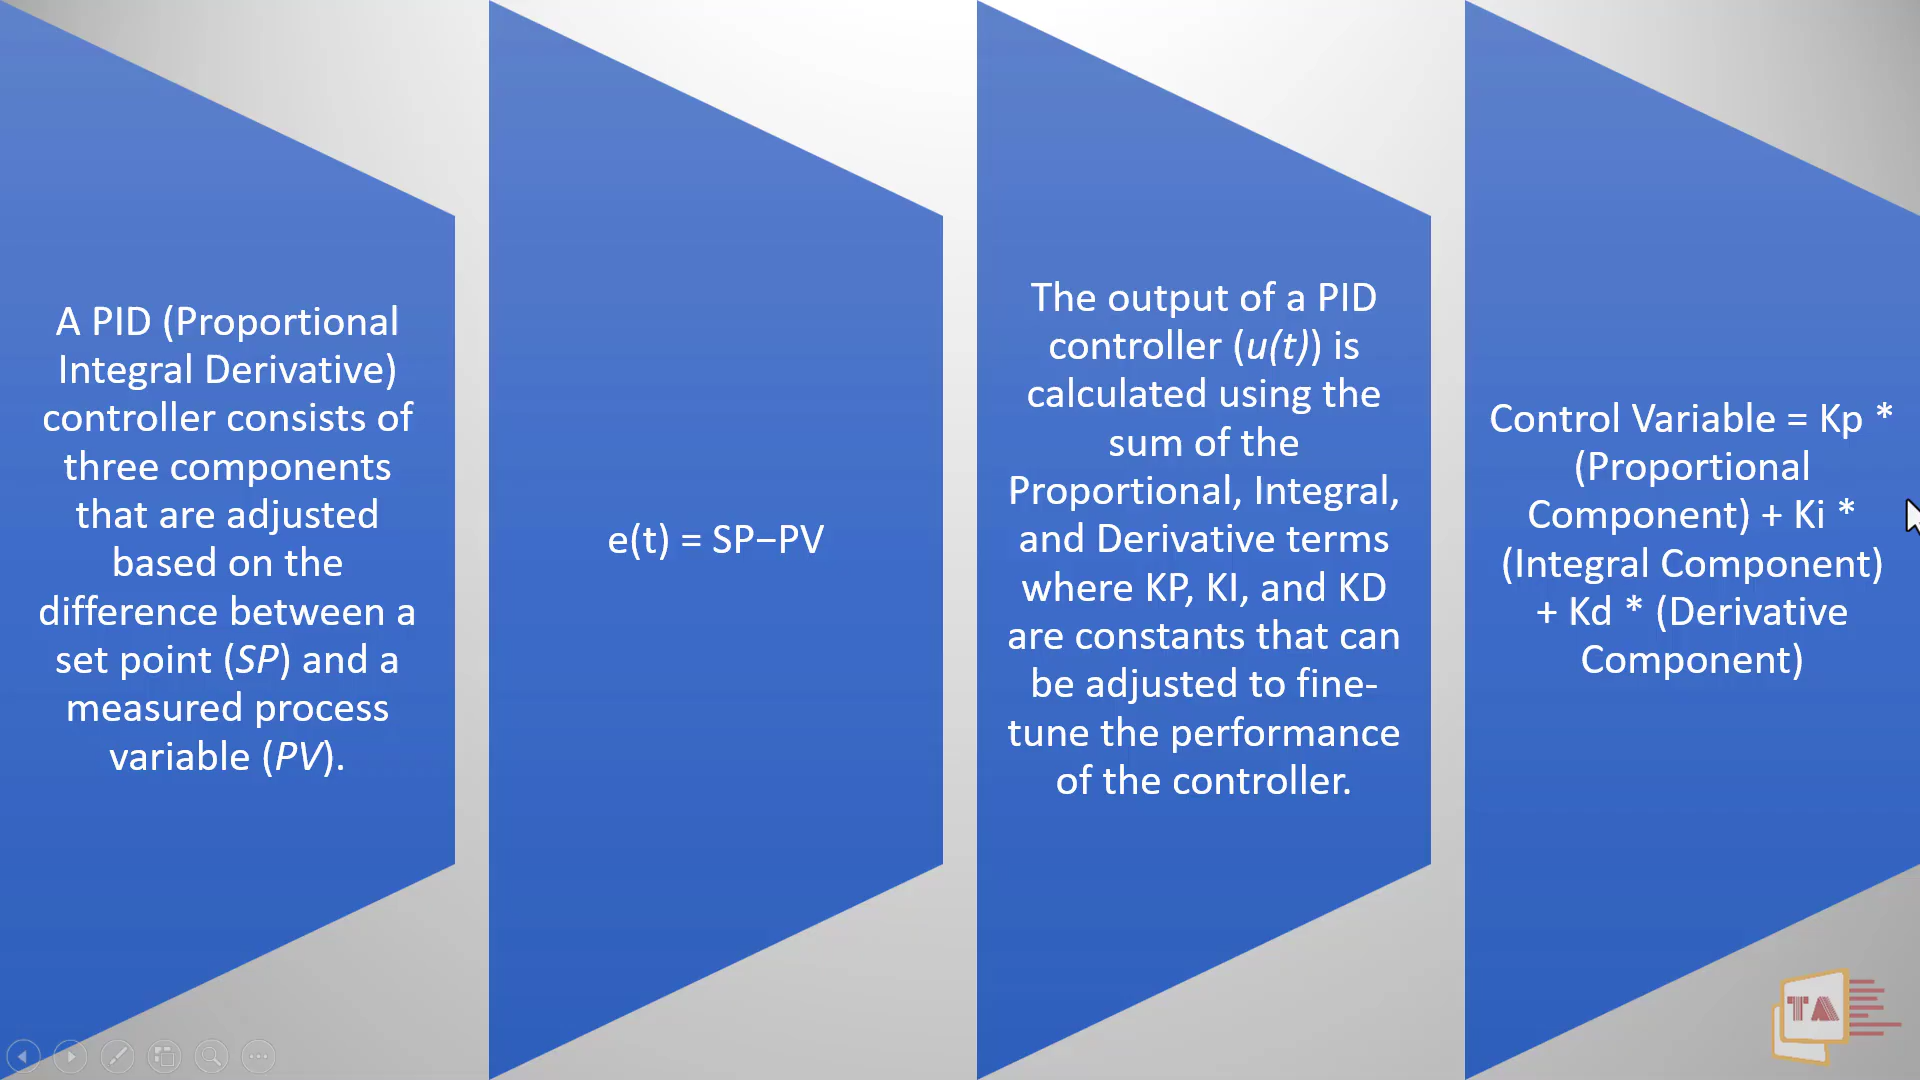 A PID (Proportional
Integral Derivative)
controller consists of
three components
that are adjusted
based on the
difference between a
set point (SP) and a
measured process
variable (PV).
e(t) = SP−PV
The output of a PID
controller (u(t)) is
calculated using the
sum of the
Proportional, Integral,
and Derivative terms
where KP, KI, and KD
are constants that can
be adjusted to fine-
tune the performance
of the controller.
Control Variable = Kp *
(Proportional
Component) + Ki *
(Integral Component)
+ Kd * (Derivative
Component)
TA